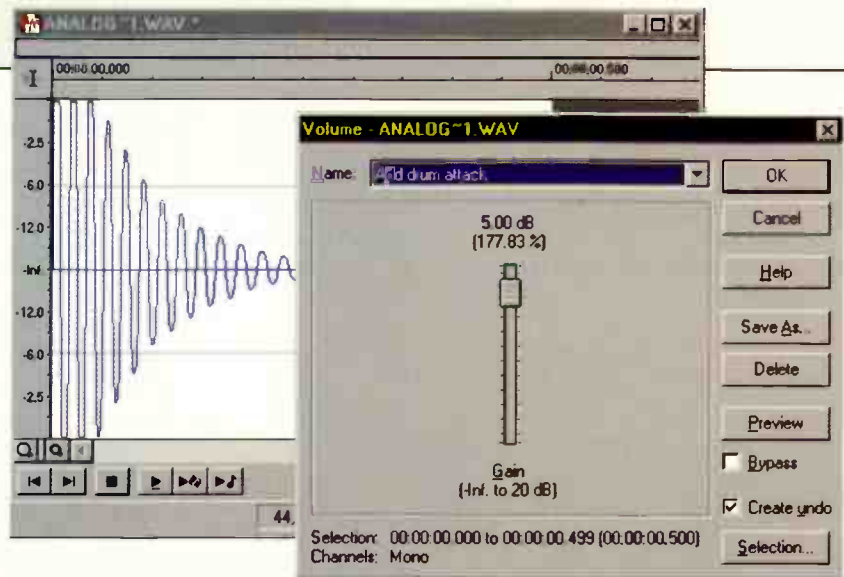 ANALOG~1.WAV *
00:00:00.000
00:00:00.500
-2.5
-6.0
-12.0
-Inf.
-12.0
-6.0
-2.5
44,
Volume - ANALOG~1.WAV
Name:
Add drum attack
5.00 dB
(177.83 %)
Gain
(-Inf. to 20 dB)
OK
Cancel
Help
Save As...
Delete
Preview
Bypass
Create undo
Selection...
Selection: 00:00:00.000 to 00:00:00.499 (00:00:00.500)
Channels: Mono